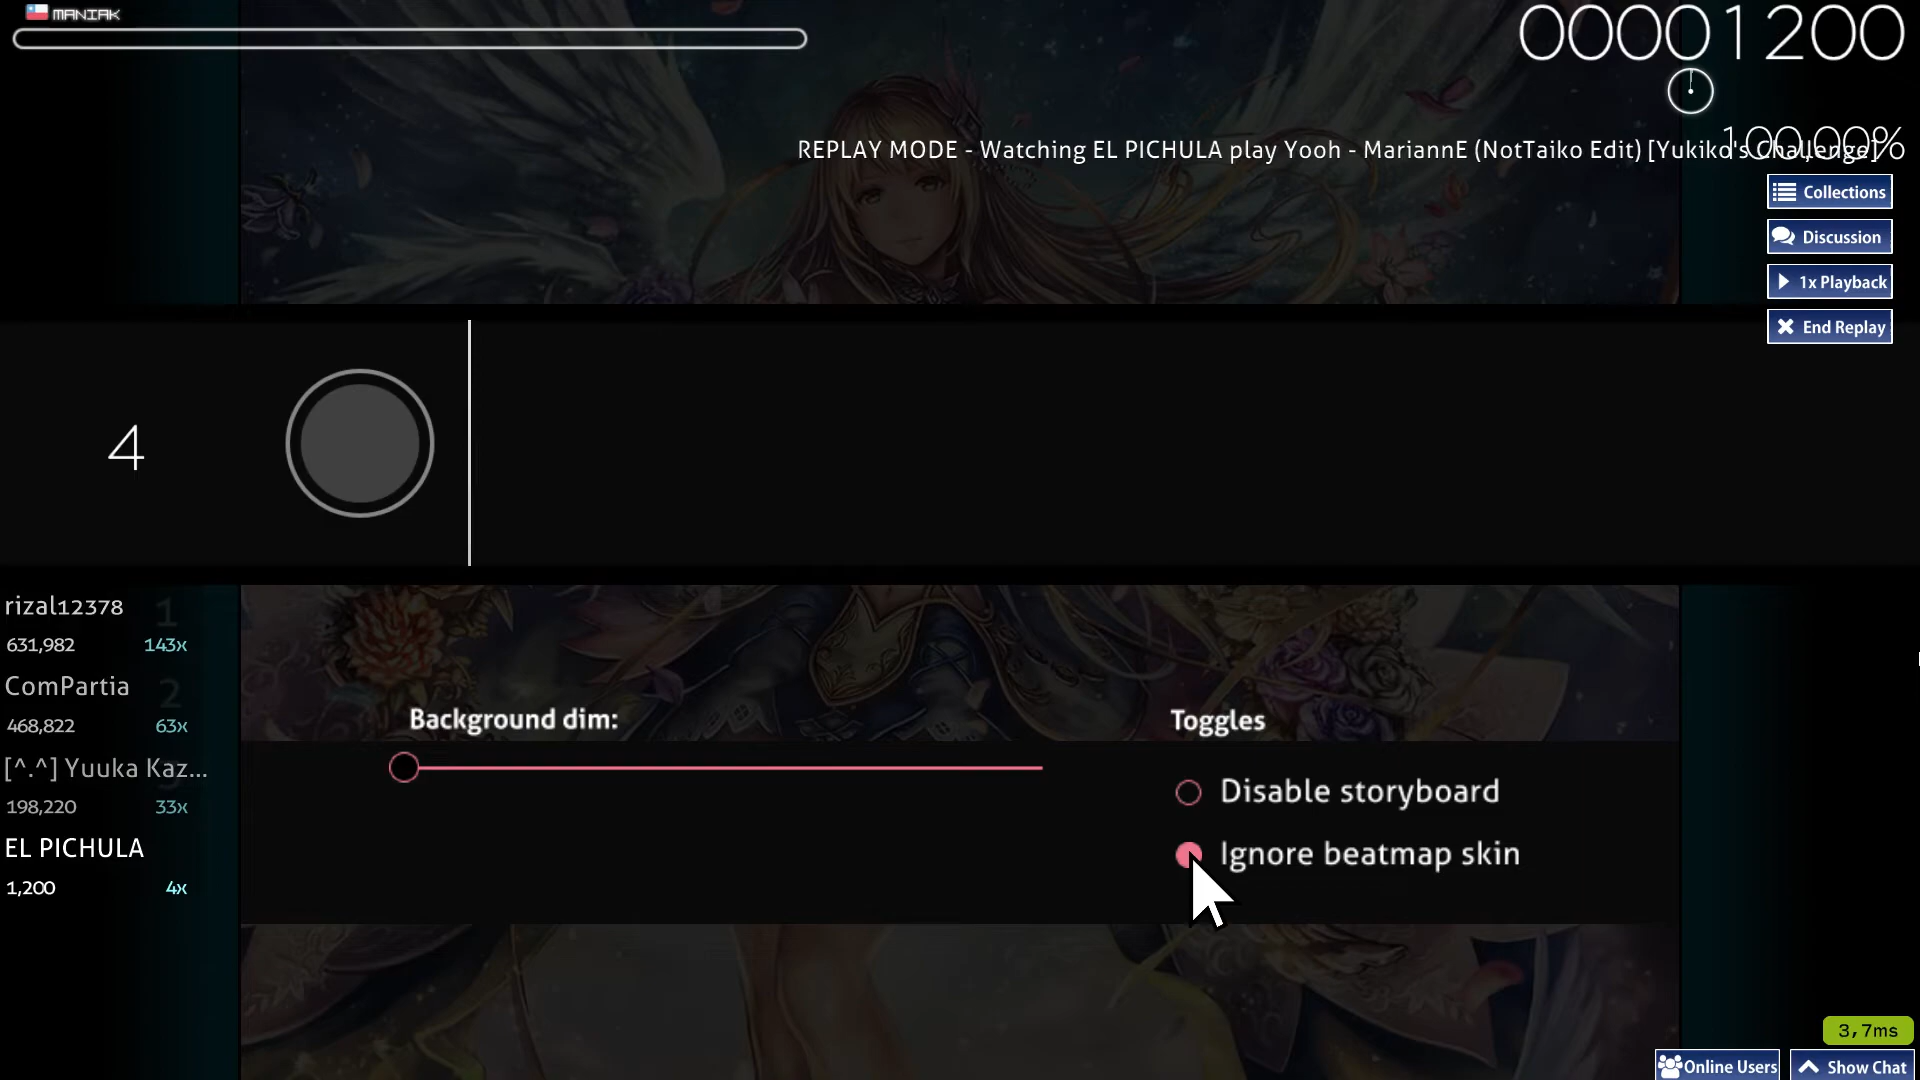 MANIAK
00001200
100,00%
REPLAY MODE - Watching EL PICHULA play Yooh - MariannE (NotTaiko Edit) [Yukiko's Challenge]
Collections
Discussion
1x Playback
End Replay
4
rizal12378 1
631,982 143x
ComPartia 2
468,822 63x
[^.^] Yuuka Kaz... 3
198,220 33x
EL PICHULA
1,200 4x
Background dim:
Toggles
Disable storyboard
Ignore beatmap skin
3,7ms
Online Users
Show Chat